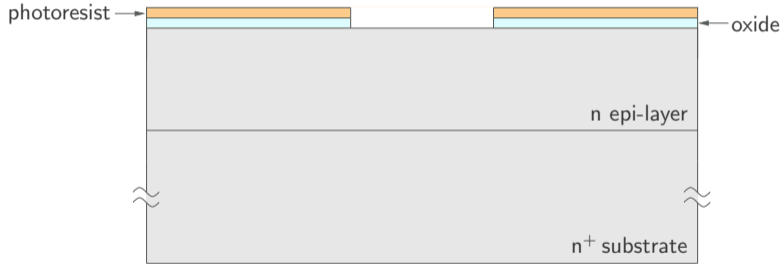 photoresist
oxide
n epi-layer
n⁺ substrate